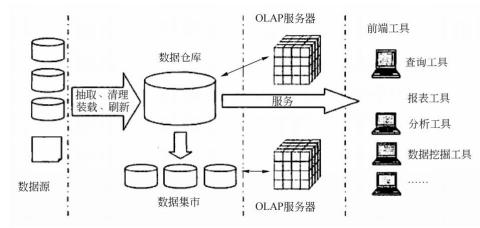 OLAP服务器
前端工具
数据仓库
查询工具
抽取、清理
装载、刷新
服务
报表工具
分析工具
数据挖掘工具
……
数据源
数据集市
OLAP服务器